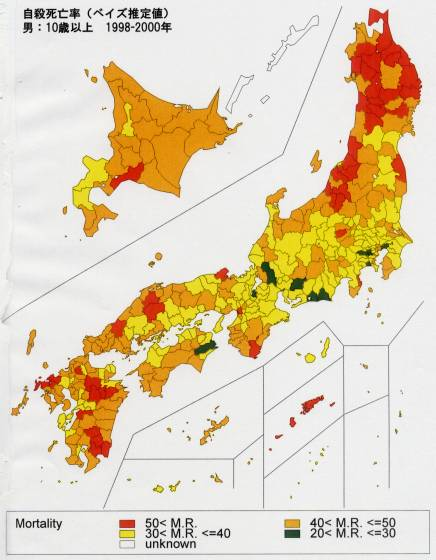 自殺死亡率（ベイズ推定値）
男：10歳以上　1998-2000年
Mortality
50< M.R.
40< M.R. <=50
30< M.R. <=40
20< M.R. <=30
unknown